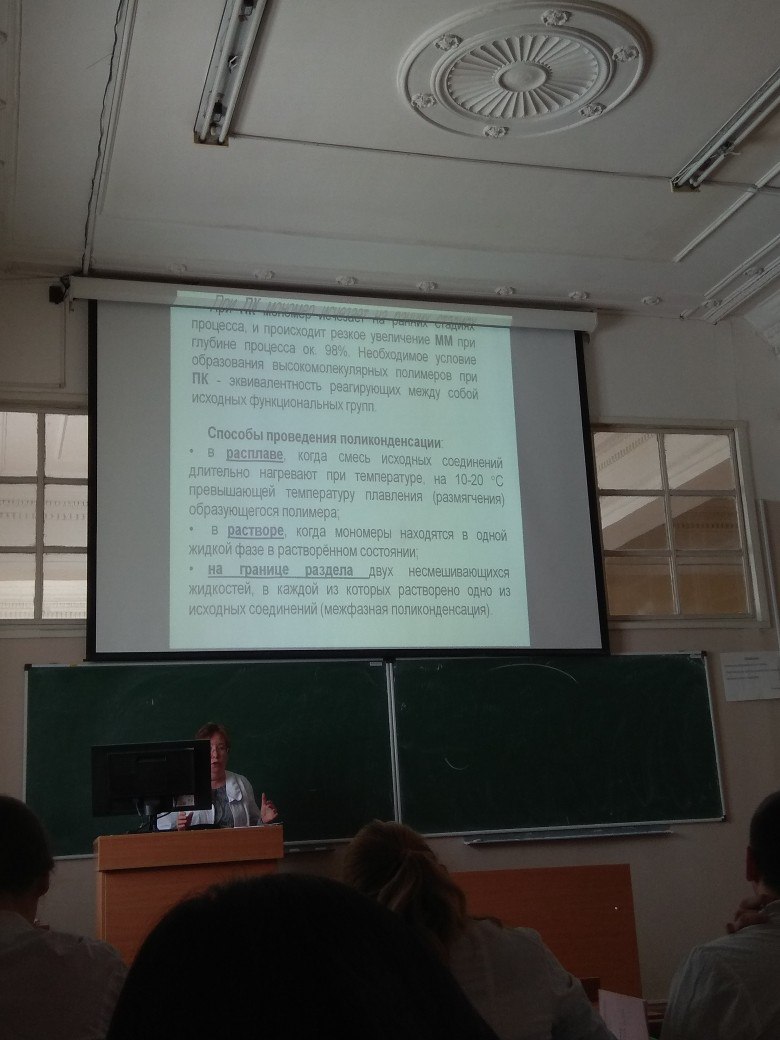 При ПК мономер исчезает на ранних стадиях
процесса, и происходит резкое увеличение ММ при
глубине процесса ок. 98%. Необходимое условие
образования высокомолекулярных полимеров при
ПК - эквивалентность реагирующих между собой
исходных функциональных групп.
Способы проведения поликонденсации:
• в расплаве, когда смесь исходных соединений
длительно нагревают при температуре, на 10-20 °С
превышающей температуру плавления (размягчения)
образующегося полимера;
• в растворе, когда мономеры находятся в одной
жидкой фазе в растворённом состоянии;
• на границе раздела двух несмешивающихся
жидкостей, в каждой из которых растворено одно из
исходных соединений (межфазная поликонденсация).